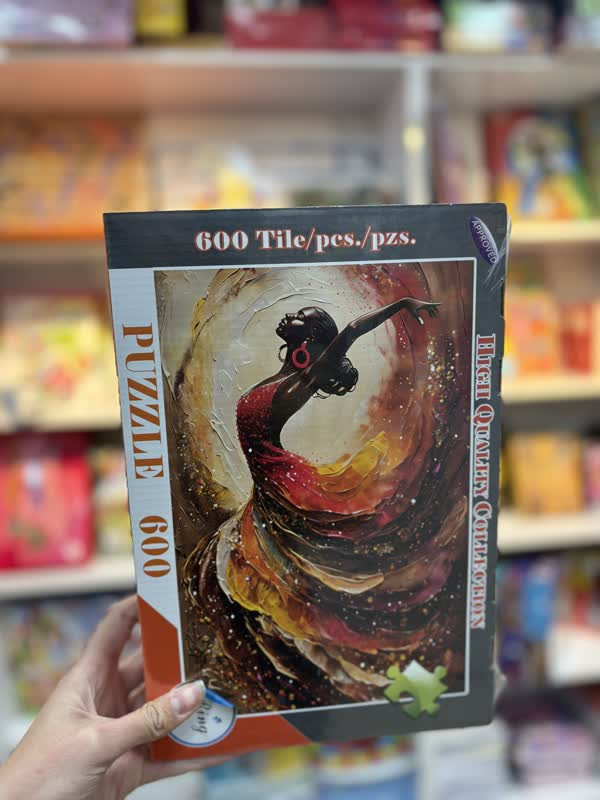 600 Tile/pcs./pzs.
APPROVED
PUZZLE 600
HIGH QUALITY COLLECTION